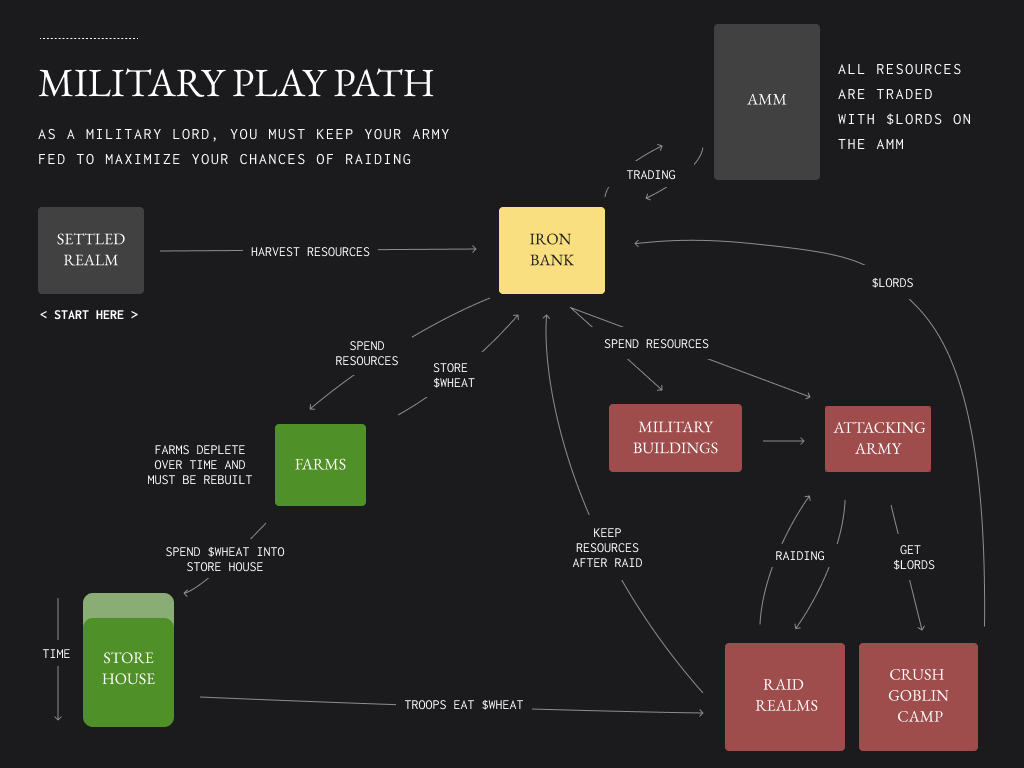 MILITARY PLAY PATH
AS A MILITARY LORD, YOU MUST KEEP YOUR ARMY
FED TO MAXIMIZE YOUR CHANCES OF RAIDING
AMM
ALL RESOURCES
ARE TRADED
WITH $LORDS ON
THE AMM
TRADING
SETTLED
REALM
< START HERE >
HARVEST RESOURCES
IRON
BANK
$LORDS
SPEND
RESOURCES
STORE
$WHEAT
SPEND RESOURCES
MILITARY
BUILDINGS
ATTACKING
ARMY
FARMS DEPLETE
OVER TIME AND
MUST BE REBUILT
FARMS
SPEND $WHEAT INTO
STORE HOUSE
KEEP
RESOURCES
AFTER RAID
RAIDING
GET
$LORDS
TIME
STORE
HOUSE
TROOPS EAT $WHEAT
RAID
REALMS
CRUSH
GOBLIN
CAMP